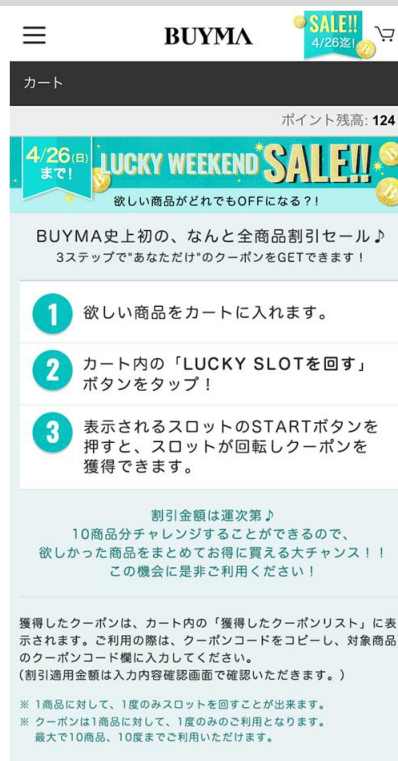 BUYMA
SALE!!
4/26迄!
カート
ポイント残高: 124
4/26(日)
まで!
LUCKY WEEKEND SALE!!
欲しい商品がどれでもOFFになる?!
BUYMA史上初の、なんと全商品割引セール♪
3ステップで"あなただけ"のクーポンをGETできます!
1 欲しい商品をカートに入れます。
2 カート内の「LUCKY SLOTを回す」
ボタンをタップ!
3 表示されるスロットのSTARTボタンを
押すと、スロットが回転しクーポンを
獲得できます。
割引金額は運次第♪
10商品分チャレンジすることができるので、
欲しかった商品をまとめてお得に買える大チャンス!!
この機会に是非ご利用ください!
獲得したクーポンは、カート内の「獲得したクーポンリスト」に表
示されます。ご利用の際は、クーポンコードをコピーし、対象商品
のクーポンコード欄に入力してください。
(割引適用金額は入力内容確認画面で確認いただきます。)
※ 1商品に対して、1度のみスロットを回すことが出来ます。
※ クーポンは1商品に対して、1度のみのご利用となります。
最大で10商品、10度までご利用いただけます。